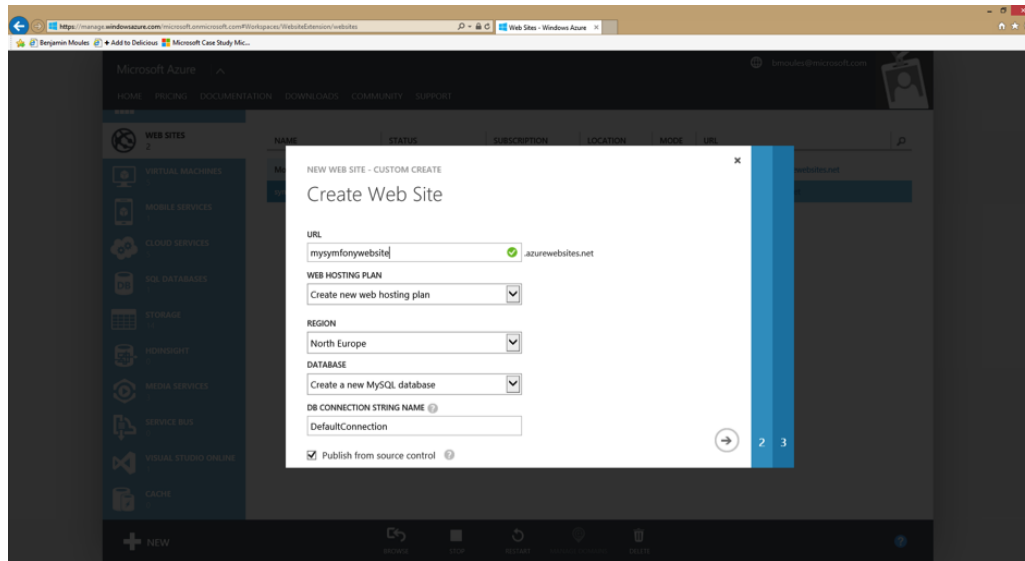 https://manage.windowsazure.com/microsoft.onmicrosoft.com#Workspaces/WebsiteExtension/websites
Web Sites - Windows Azure
Benjamin Moules
Add to Delicious
Microsoft Case Study Mic...
Microsoft Azure
bmoules@microsoft.com
HOME PRICING DOCUMENTATION DOWNLOADS COMMUNITY SUPPORT
WEB SITES
2
NAME STATUS SUBSCRIPTION LOCATION MODE URL
VIRTUAL MACHINES
MOBILE SERVICES
CLOUD SERVICES
SQL DATABASES
STORAGE
HDINSIGHT
MEDIA SERVICES
SERVICE BUS
VISUAL STUDIO ONLINE
CACHE
NEW WEB SITE - CUSTOM CREATE
Create Web Site
URL
mysymfonywebsite .azurewebsites.net
WEB HOSTING PLAN
Create new web hosting plan
REGION
North Europe
DATABASE
Create a new MySQL database
DB CONNECTION STRING NAME ?
DefaultConnection
Publish from source control ?
2 3
NEW
BROWSE STOP RESTART DELETE
?